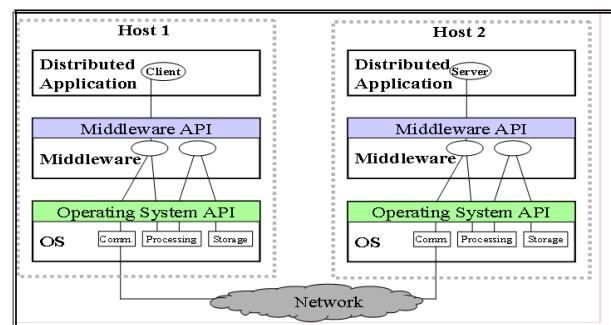 Host 1
Distributed
Application
Client
Middleware API
Middleware
Operating System API
OS
Comm.
Processing
Storage
Host 2
Distributed
Application
Server
Middleware API
Middleware
Operating System API
OS
Comm.
Processing
Storage
Network